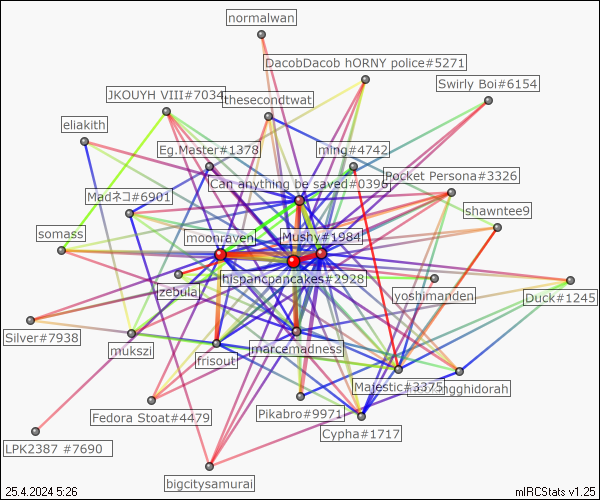 normalwan
DacobDacob hORNY police#5271
Swirly Boi#6154
JKOUYH VIII#7034
thesecondtwat
eliakith
Eg.Master#1378
ming#4742
Can anything be saved#0396
Pocket Persona#3326
Madネコ#6901
shawntee9
somass
moonraven
Mushy#1984
hispancpancakes#2928
zebula
yoshimanden
Duck#1245
Silver#7938
mukszi
frisout
marcemadness
Majestic#3375
ngghidorah
Fedora Stoat#4479
Pikabro#9971
Cypha#1717
LPK2387 #7690
bigcitysamurai
25.4.2024 5:26
mIRCStats v1.25